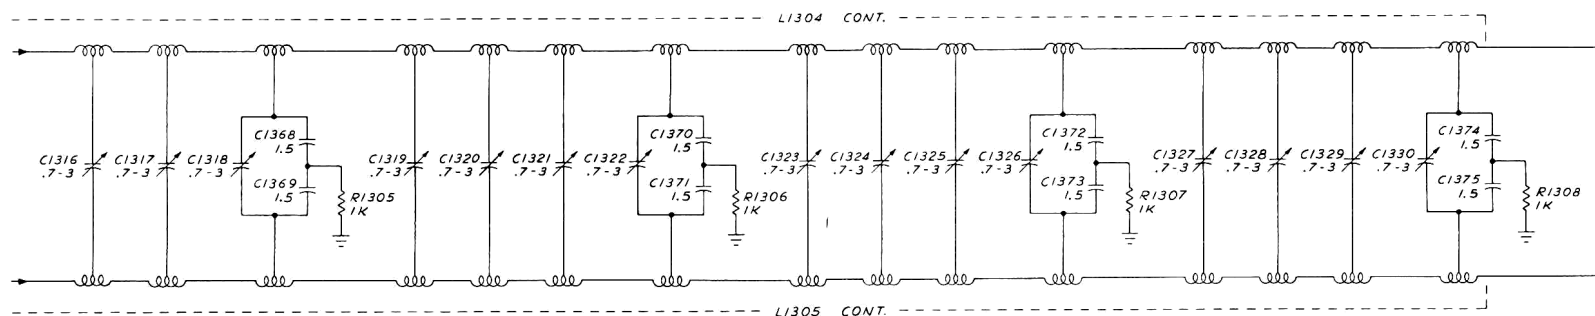 L1304 CONT.
C1316
.7-3
C1317
.7-3
C1318
.7-3
C1368
1.5
C1369
1.5
R1305
1K
C1319
.7-3
C1320
.7-3
C1321
.7-3
C1322
.7-3
C1370
1.5
C1371
1.5
R1306
1K
C1323
.7-3
C1324
.7-3
C1325
.7-3
C1326
.7-3
C1372
1.5
C1373
1.5
R1307
1K
C1327
.7-3
C1328
.7-3
C1329
.7-3
C1330
.7-3
C1374
1.5
C1375
1.5
R1308
1K
L1305 CONT.